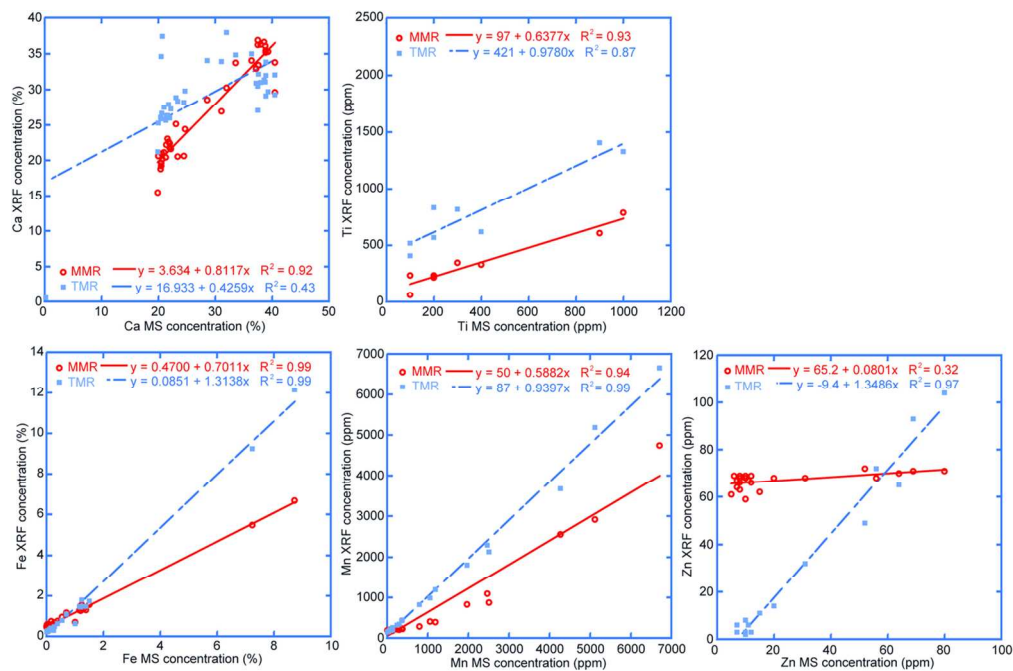 40
35
30
25
20
15
10
5
0
Ca XRF concentration (%)
MMR y = 3.634 + 0.8117x R² = 0.92
TMR y = 16.933 + 0.4259x R² = 0.43
0 10 20 30 40 50
Ca MS concentration (%)
2500
2000
1500
1000
500
0
Ti XRF concentration (ppm)
MMR y = 97 + 0.6377x R² = 0.93
TMR y = 421 + 0.9780x R² = 0.87
200 400 600 800 1000 1200
Ti MS concentration (ppm)
14
12
10
8
6
4
2
0
Fe XRF concentration (%)
MMR y = 0.4700 + 0.7011x R² = 0.99
TMR y = 0.0851 + 1.3138x R² = 0.99
0 2 4 6 8 10
Fe MS concentration (%)
7000
6000
5000
4000
3000
2000
1000
0
Mn XRF concentration (ppm)
MMR y = 50 + 0.5882x R² = 0.94
TMR y = 87 + 0.9397x R² = 0.99
0 1000 2000 3000 4000 5000 6000 7000
Mn MS concentration (ppm)
120
100
80
60
40
20
0
Zn XRF concentration (ppm)
MMR y = 65.2 + 0.0801x R² = 0.32
TMR y = -9.4 + 1.3486x R² = 0.97
0 20 40 60 80 100
Zn MS concentration (ppm)